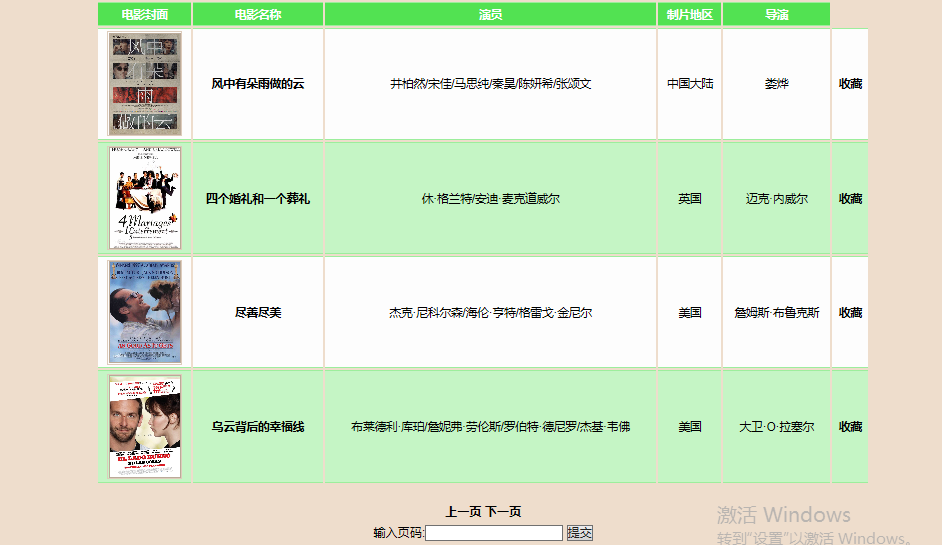 电影封面 电影名称 演员 制片地区 导演
风中有朵雨做的云 井柏然/宋佳/马思纯/秦昊/陈妍希/张颂文 中国大陆 娄烨 收藏
风中
有朵
雨
做的云
四个婚礼和一个葬礼 休·格兰特/安迪·麦克道威尔 英国 迈克·内威尔 收藏
尽善尽美 杰克·尼科尔森/海伦·亨特/格雷戈·金尼尔 美国 詹姆斯·布鲁克斯 收藏
AS GOOD AS IT GETS
乌云背后的幸福线 布莱德利·库珀/詹妮弗·劳伦斯/罗伯特·德尼罗/杰基·韦佛 美国 大卫·O·拉塞尔 收藏
上一页 下一页
输入页码: 提交
激活 Windows
转到"设置"以激活 Windows。